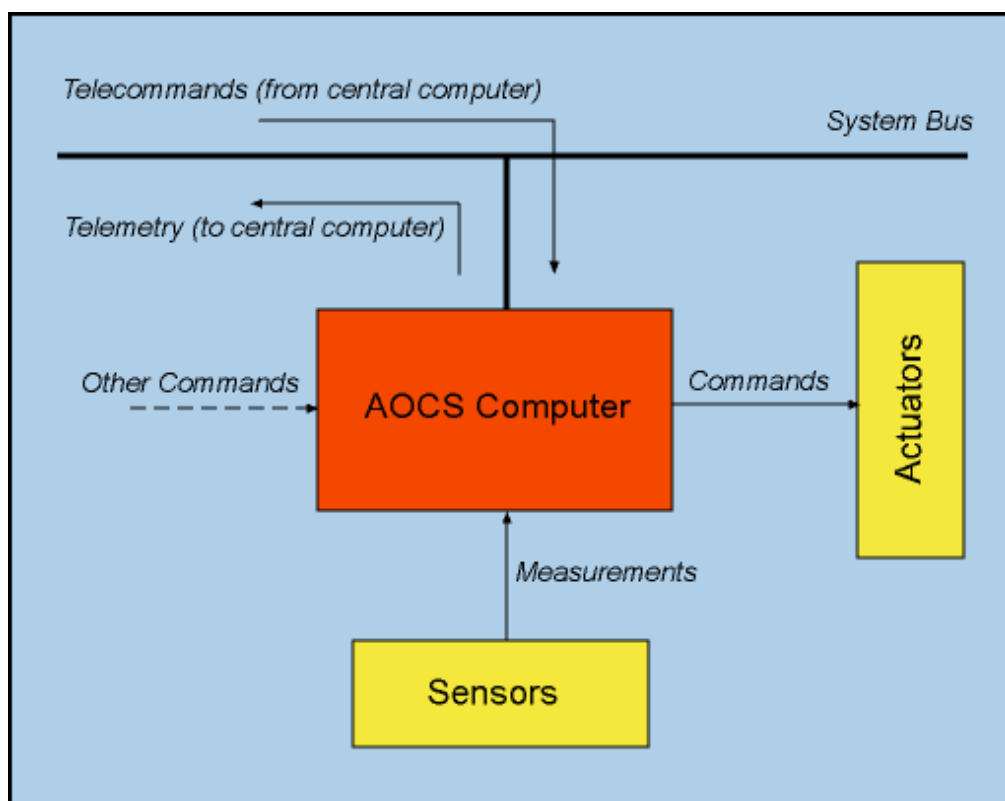 Telecommands (from central computer)
System Bus
Telemetry (to central computer)
Other Commands
AOCS Computer
Commands
Actuators
Measurements
Sensors